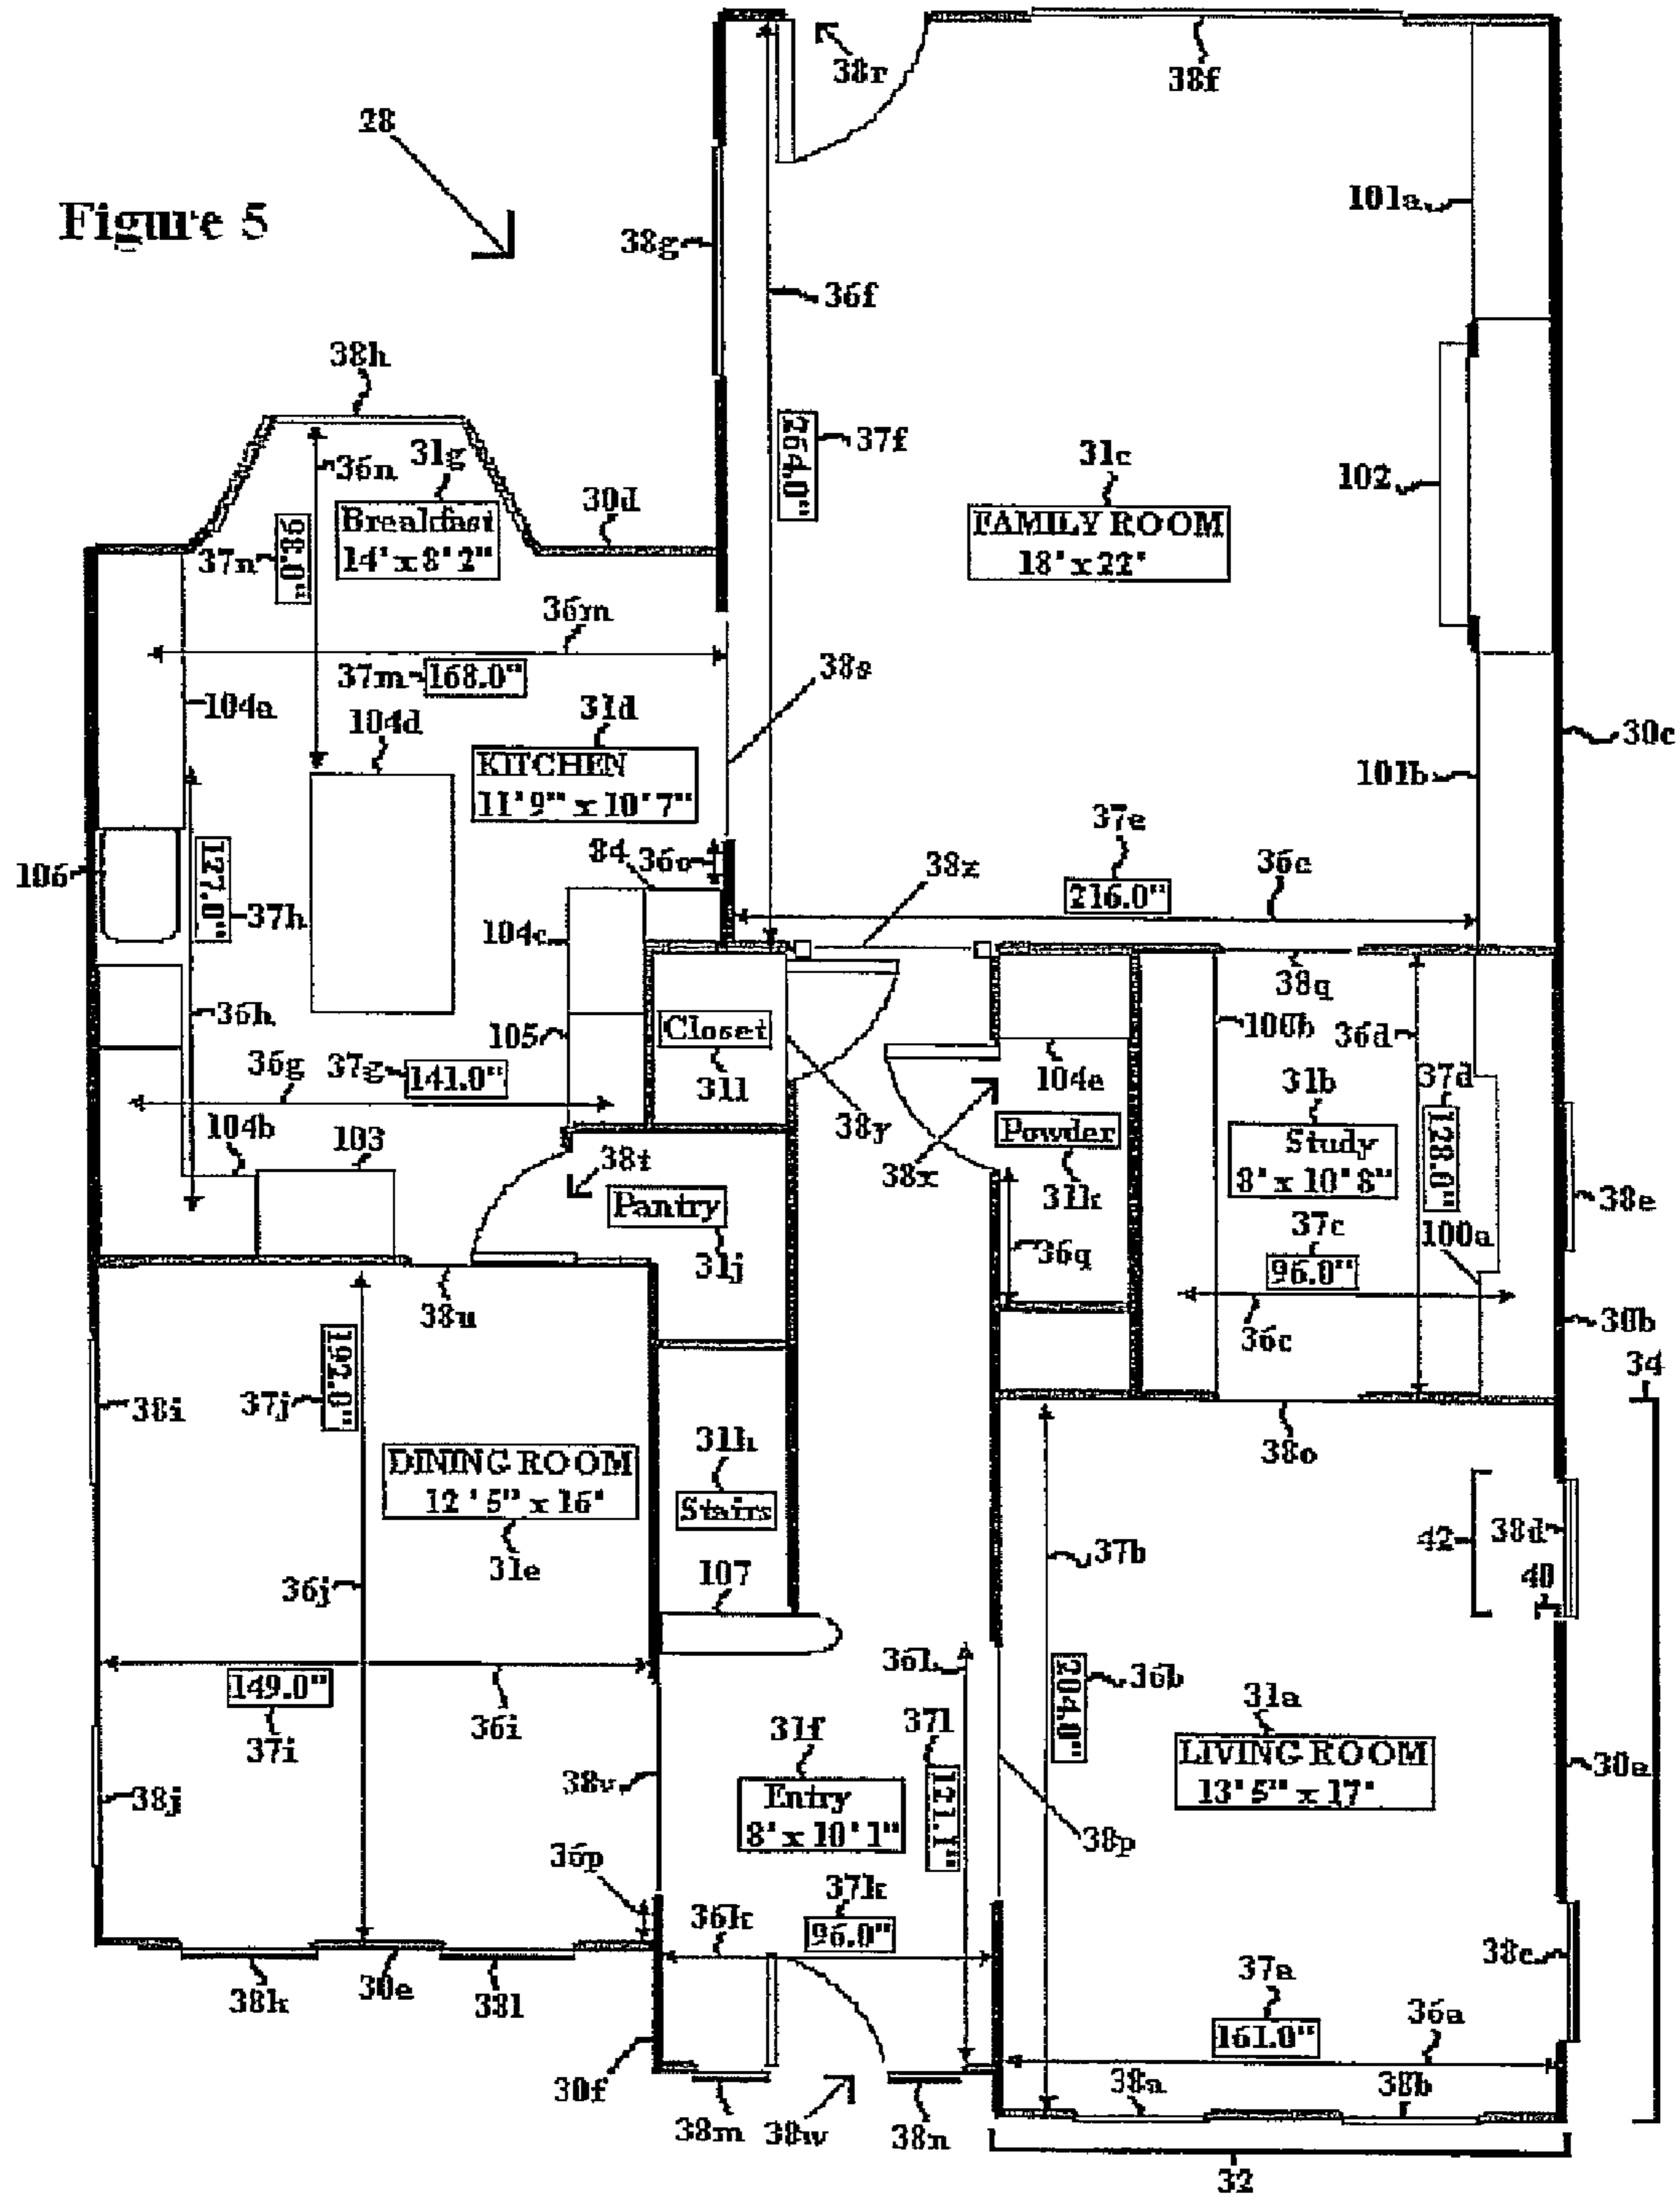 38r
38f
28
Figure 5
101a
38g
36f
38h
31g
36n
264.0"
37f
31c
102
Breakfast
14' x 8' 2"
30d
FAMILY ROOM
18' x 22'
37n
98.0"
36m
37m
168.0"
38s
104a
104d
31d
30c
KITCHEN
11' 9" x 10' 7"
101b
37e
84
36o
38z
36e
106
127.0"
216.0"
37h
104c
38q
36h
105
Closet
100b
36d
36g
37g
141.0"
31l
104e
31b
37d
104b
103
38y
Powder
Study
8' x 10' 8"
128.0"
38t
38x
31k
38e
Pantry
37c
100a
31j
36q
96.0"
38u
36c
30b
192.0"
34
37j
38i
31h
38o
DINING ROOM
12' 5" x 16'
Stairs
42
38d
31e
107
37b
40
36j
36l
204.0"
36b
149.0"
31a
36i
31f
37l
37i
LIVING ROOM
13' 5" x 17'
30a
38v
38j
Entry
8' x 10' 1"
121.1"
38p
36p
37k
36k
96.0"
38c
37a
38k
30e
38l
161.0"
36a
30f
38a
38b
38m
38w
38n
32